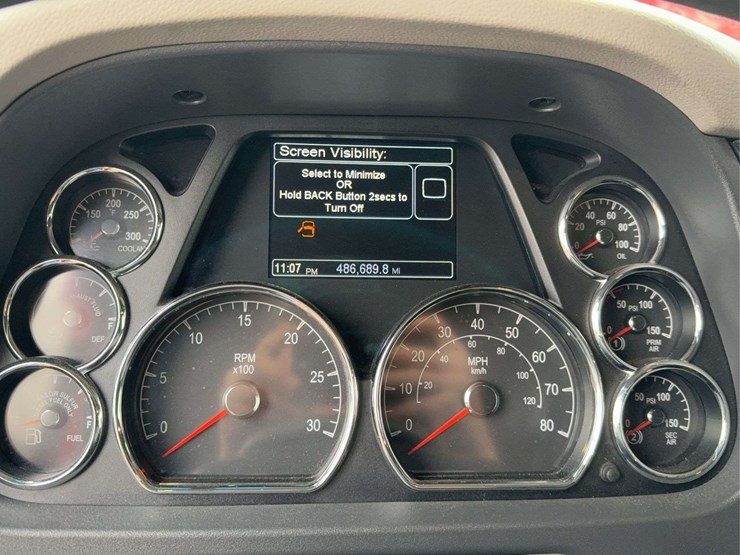 Screen Visibility:
Select to Minimize
OR
Hold BACK Button 2secs to
Turn Off
11:07 PM 486,689.8 MI
150 200 250 300
°F
COOLANT
F
DEF
F
FUEL
0 5 10 15 20 25 30
RPM
x100
0 10 20 30 40 50 60 70 80
MPH
km/h
20 40 60 80 100 120
0 20 40 60 80 100
PSI
OIL
50 100 150
PSI
1
PRIM
AIR
50 100 150
PSI
2
SEC
AIR